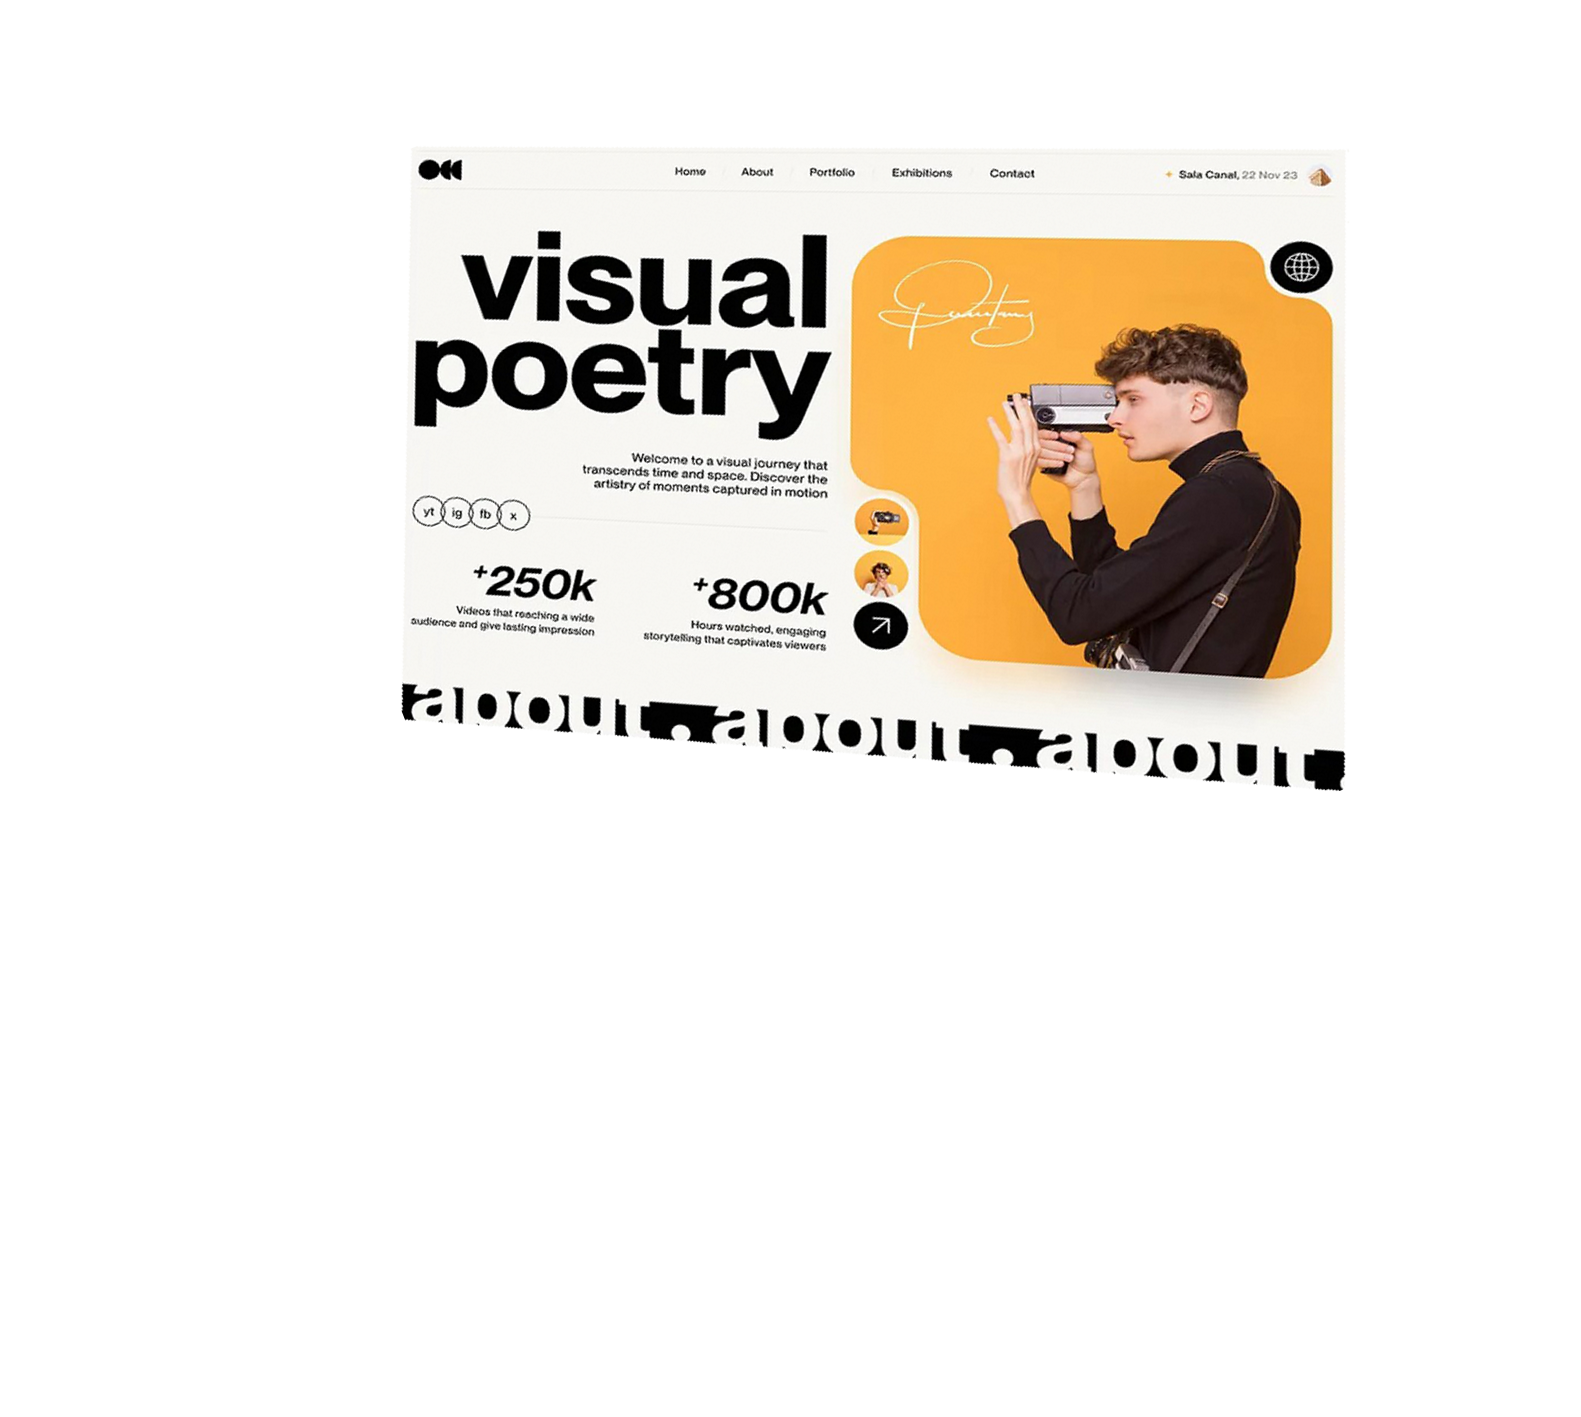 Home About Portfolio Exhibitions Contact
Sala Canal, 22 Nov 23
visual
poetry
Welcome to a visual journey that
transcends time and space. Discover the
artistry of moments captured in motion
yt ig fb x
+250k
Videos that reaching a wide
audience and give lasting impression
+800k
Hours watched, engaging
storytelling that captivates viewers
about . about . about